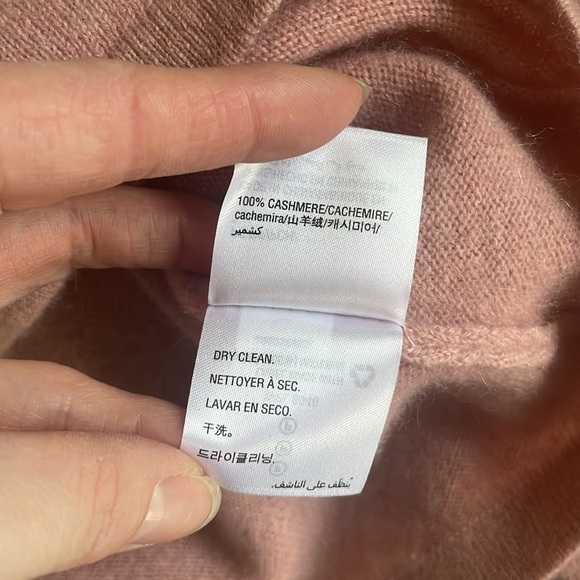 100% CASHMERE/CACHEMIRE/
cachemira/山羊绒/캐시미어/
كشمير
DRY CLEAN.
NETTOYER À SEC.
LAVAR EN SECO.
干洗。
드라이클리닝.
يُنظّف على الناشف.